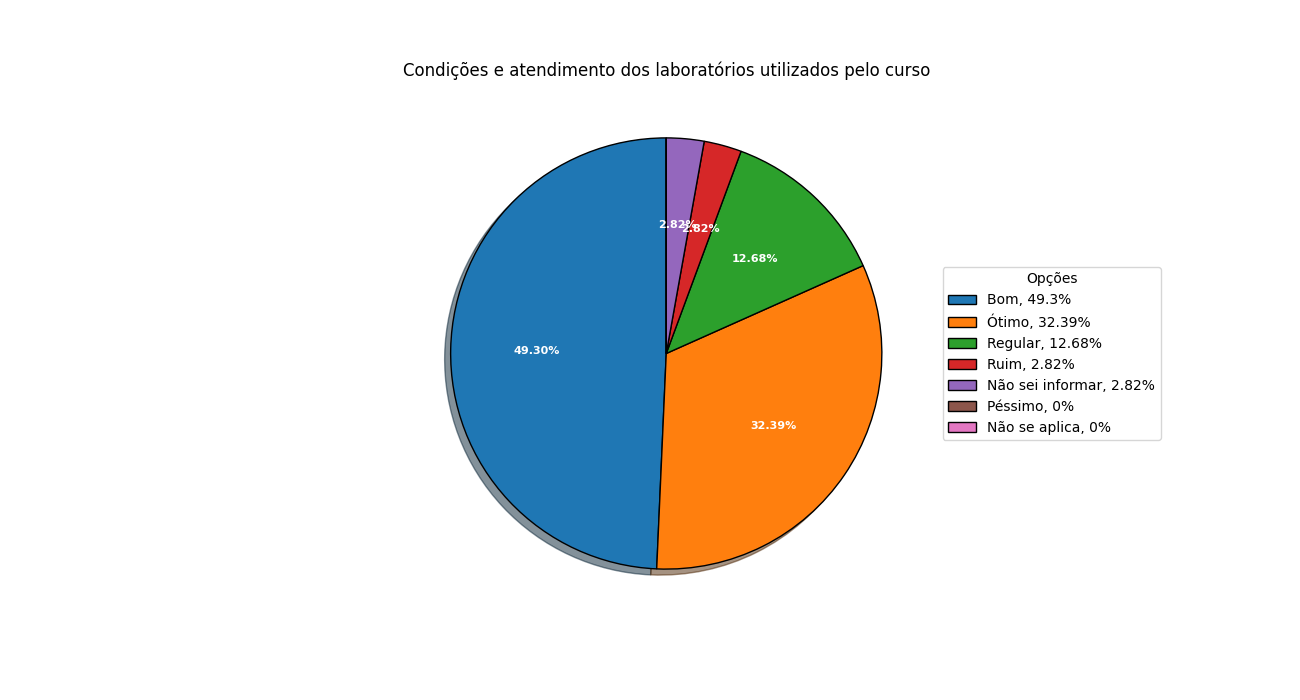 Condições e atendimento dos laboratórios utilizados pelo curso
2.82%
2.82%
12.68%
49.30%
32.39%
Opções
Bom, 49.3%
Ótimo, 32.39%
Regular, 12.68%
Ruim, 2.82%
Não sei informar, 2.82%
Péssimo, 0%
Não se aplica, 0%